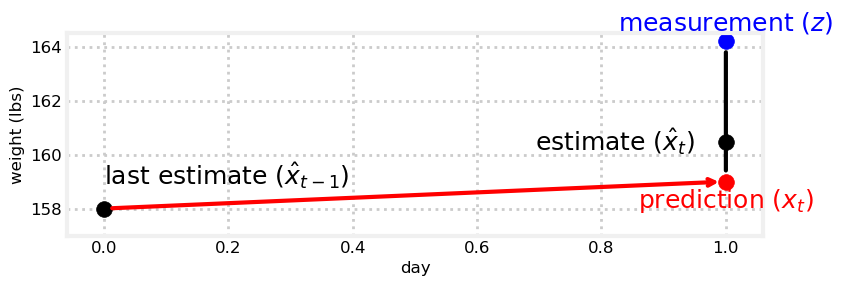 measurement (z)
164
162
160
158
weight (lbs)
estimate (x̂ₜ)
last estimate (x̂ₜ₋₁)
prediction (xₜ)
0.0 0.2 0.4 0.6 0.8 1.0
day